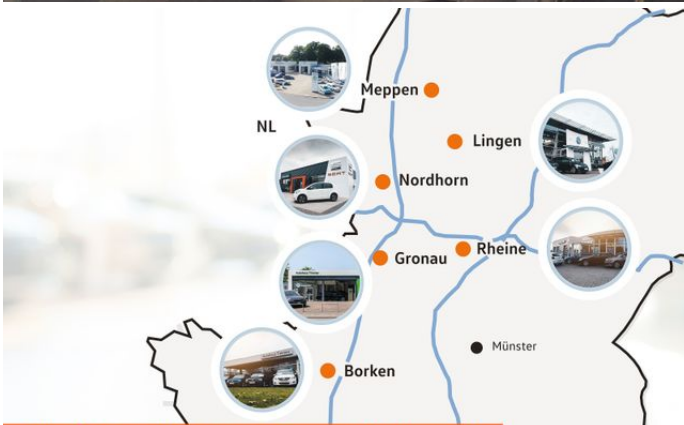 Meppen
NL
Lingen
Nordhorn
Gronau
Rheine
Münster
Borken